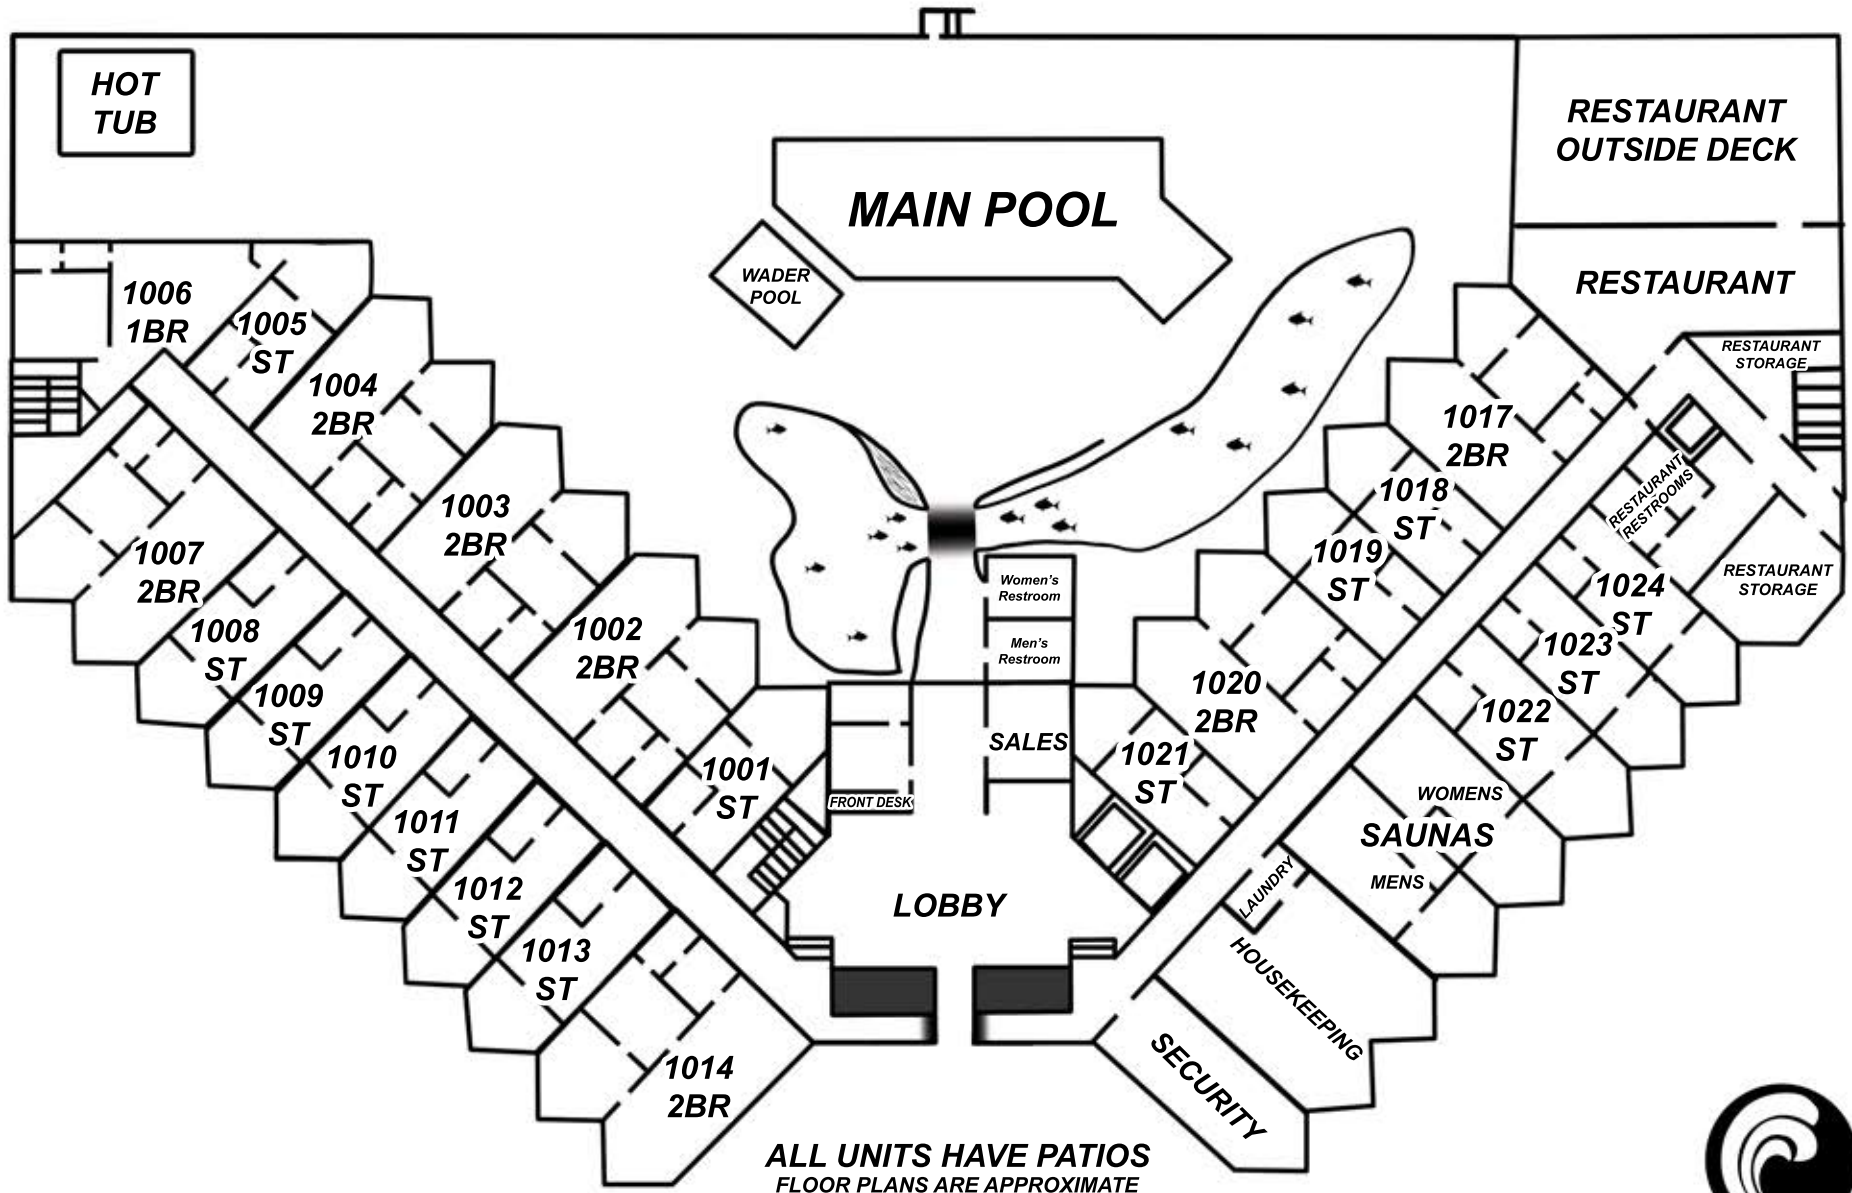 HOT
TUB
RESTAURANT
OUTSIDE DECK
MAIN POOL
WADER
POOL
RESTAURANT
RESTAURANT
STORAGE
1006
1BR
1005
ST
1004
2BR
1003
2BR
1002
2BR
1001
ST
1007
2BR
1008
ST
1009
ST
1010
ST
1011
ST
1012
ST
1013
ST
1014
2BR
Women's
Restroom
Men's
Restroom
SALES
FRONT DESK
LOBBY
1017
2BR
1018
ST
1019
ST
1020
2BR
1021
ST
RESTAURANT
RESTROOMS
RESTAURANT
STORAGE
1024
ST
1023
ST
1022
ST
WOMENS
SAUNAS
MENS
LAUNDRY
HOUSEKEEPING
SECURITY
ALL UNITS HAVE PATIOS
FLOOR PLANS ARE APPROXIMATE